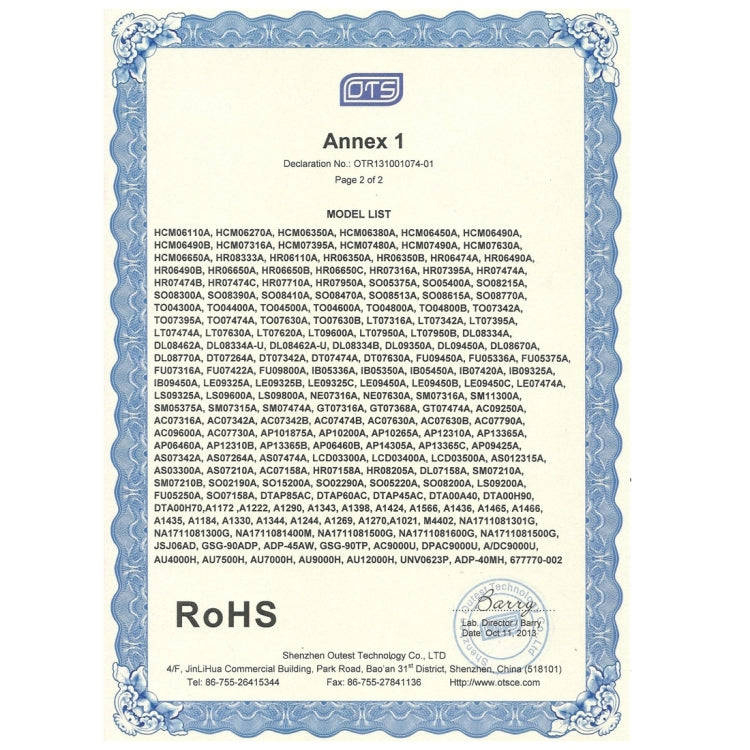 OTS
Annex 1
Declaration No.: OTR131001074-01
Page 2 of 2
MODEL LIST
HCM06110A, HCM06270A, HCM06350A, HCM06380A, HCM06450A, HCM06490A,
HCM06490B, HCM07316A, HCM07395A, HCM07480A, HCM07490A, HCM07630A,
HCM06650A, HR08333A, HR06110A, HR06350A, HR06350B, HR06474A, HR06490A,
HR06490B, HR06650A, HR06650B, HR06650C, HR07316A, HR07395A, HR07474A,
HR07474B, HR07474C, HR07710A, HR07950A, SO05375A, SO05400A, SO08215A,
SO08300A, SO08390A, SO08410A, SO08470A, SO08513A, SO08615A, SO08770A,
TO04300A, TO04400A, TO04500A, TO04600A, TO04800A, TO04800B, TO07342A,
TO07395A, TO07474A, TO07630A, TO07630B, LT07316A, LT07342A, LT07395A,
LT07474A, LT07630A, LT07620A, LT09600A, LT07950A, LT07950B, DL08334A,
DL08462A, DL08334A-U, DL08462A-U, DL08334B, DL09350A, DL09450A, DL08670A,
DL08770A, DT07264A, DT07342A, DT07474A, DT07630A, FU09450A, FU05336A, FU05375A,
FU07316A, FU07422A, FU09800A, IB05336A, IB05350A, IB05450A, IB07420A, IB09325A,
IB09450A, LE09325A, LE09325B, LE09325C, LE09450A, LE09450B, LE09450C, LE07474A,
LS09325A, LS09600A, LS09800A, NE07316A, NE07630A, SM07316A, SM11300A,
SM05375A, SM07315A, SM07474A, GT07316A, GT07368A, GT07474A, AC09250A,
AC07316A, AC07342A, AC07342B, AC07474B, AC07630A, AC07630B, AC07790A,
AC09600A, AC07730A, AP101875A, AP10200A, AP10265A, AP12310A, AP13365A,
AP06460A, AP12310B, AP13365B, AP06460B, AP14305A, AP13365C, AP09425A,
AS07342A, AS07264A, AS07474A, LCD03300A, LCD03400A, LCD03500A, AS012315A,
AS03300A, AS07210A, AC07158A, HR07158A, HR08205A, DL07158A, SM07210A,
SM07210B, SO02190A, SO15200A, SO02290A, SO05220A, SO08200A, LS09200A,
FU05250A, SO07158A, DTAP85AC, DTAP60AC, DTAP45AC, DTA00A40, DTA00H90,
DTA00H70,A1172 ,A1222, A1290, A1343, A1398, A1424, A1566, A1436, A1465, A1466,
A1435, A1184, A1330, A1344, A1244, A1269, A1270,A1021, M4402, NA1711081301G,
NA1711081300G, NA1711081400M, NA1711081500G, NA1711081600G, NA1711081500G,
JSJ06AD, GSG-90ADP, ADP-45AW, GSG-90TP, AC9000U, DPAC9000U, A/DC9000U,
AU4000H, AU7500H, AU7000H, AU9000H, AU12000H, UNV0623P, ADP-40MH, 677770-002
RoHS
Barry
Lab. Director / Barry
Date: Oct.11, 2013
Shenzhen Outest Technology Co., LTD
4/F, JinLiHua Commercial Building, Park Road, Bao'an 31st District, Shenzhen, China (518101)
Tel: 86-755-26415344 Fax: 86-755-27841136 Http://www.otsce.com